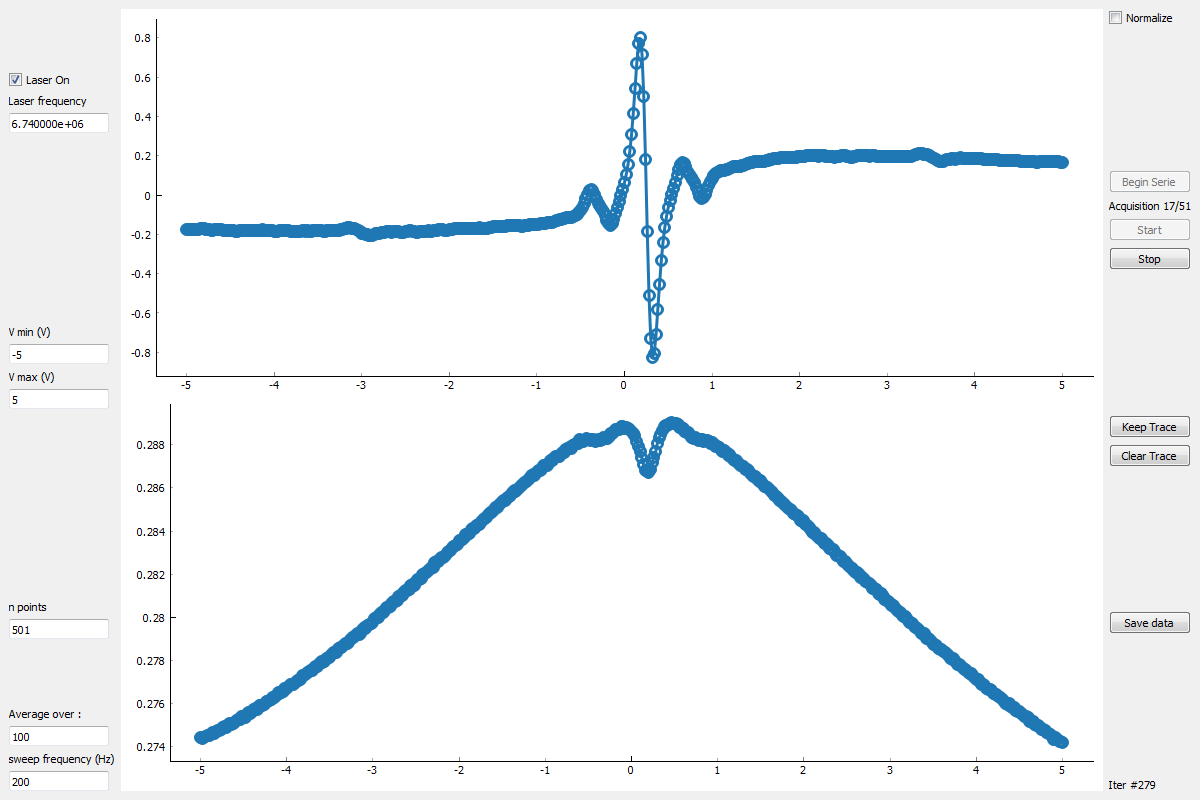 Normalize
Laser On
Laser frequency
6.740000e+06
V min (V)
-5
V max (V)
5
n points
501
Average over :
100
sweep frequency (Hz)
200
0.8
0.6
0.4
0.2
0
-0.2
-0.4
-0.6
-0.8
-5 -4 -3 -2 -1 0 1 2 3 4 5
0.288
0.286
0.284
0.282
0.28
0.278
0.276
0.274
-5 -4 -3 -2 -1 0 1 2 3 4 5
Begin Serie
Acquisition 17/51
Start
Stop
Keep Trace
Clear Trace
Save data
Iter #279